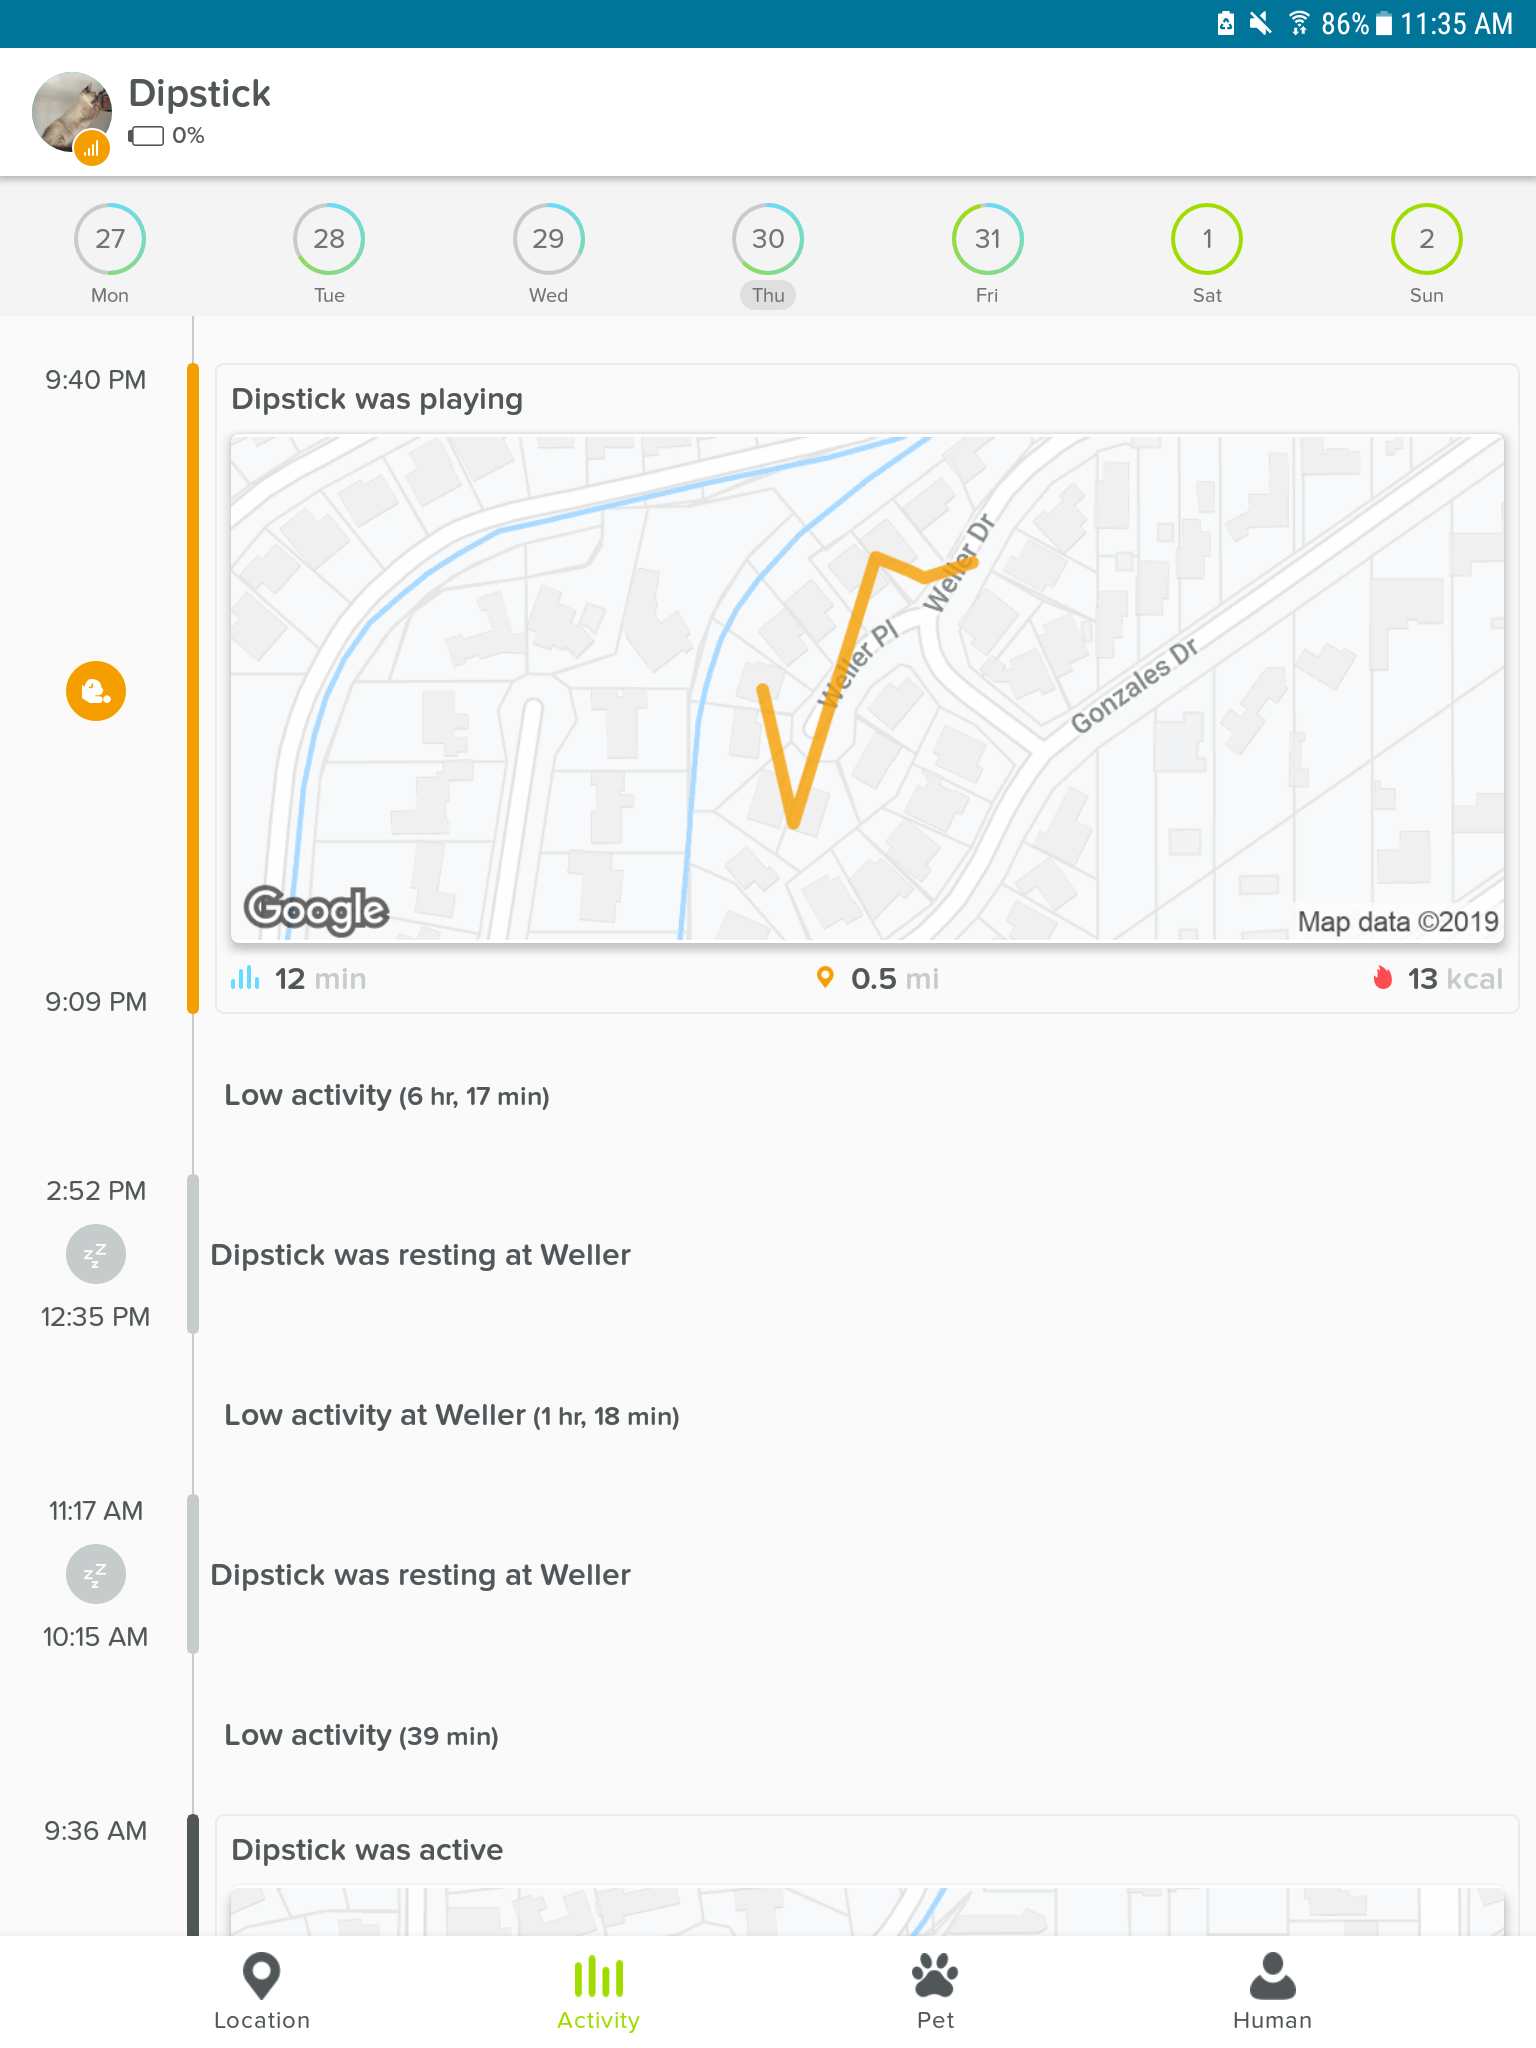 86% 11:35 AM
Dipstick
0%
27 28 29 30 31 1 2
Mon Tue Wed Thu Fri Sat Sun
9:40 PM
Dipstick was playing
Weller Dr
Weller Pl
Gonzales Dr
Google
Map data ©2019
12 min 0.5 mi 13 kcal
9:09 PM
Low activity (6 hr, 17 min)
2:52 PM
zzz
Dipstick was resting at Weller
12:35 PM
Low activity at Weller (1 hr, 18 min)
11:17 AM
zzz
Dipstick was resting at Weller
10:15 AM
Low activity (39 min)
9:36 AM
Dipstick was active
Location Activity Pet Human